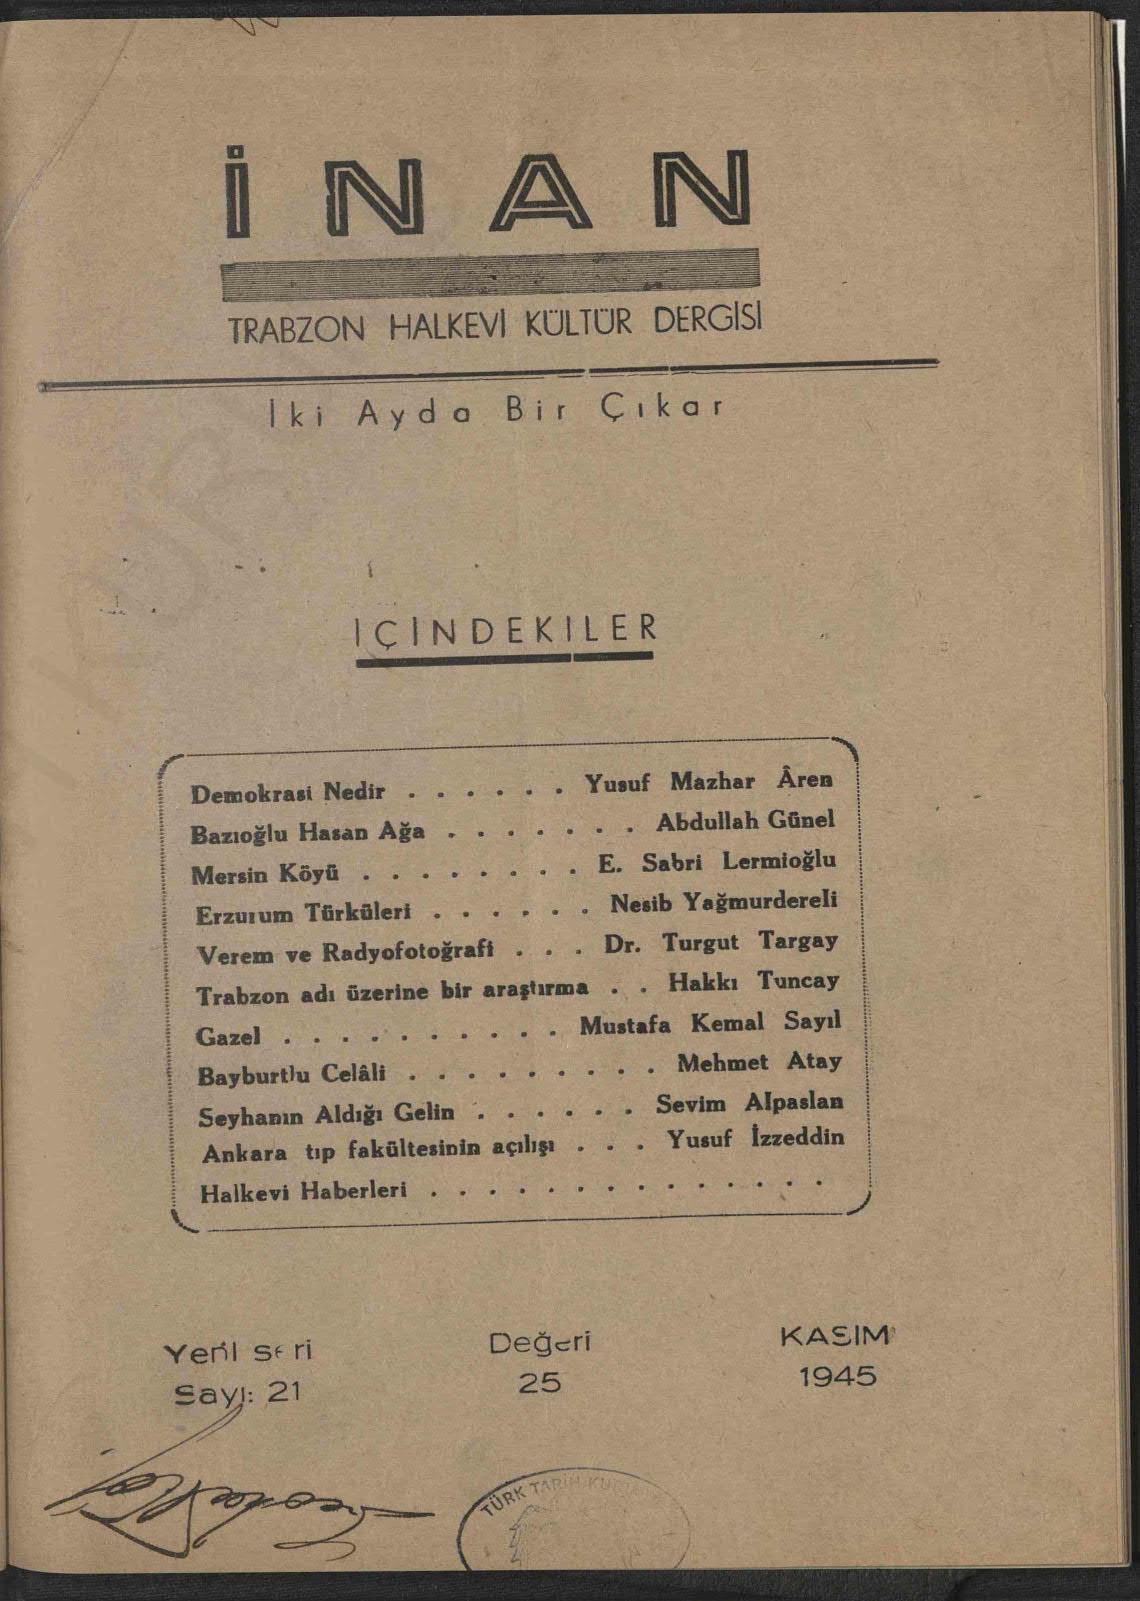 İNAN
TRABZON HALKEVİ KÜLTÜR DERGİSİ
İki Ayda Bir Çıkar
İÇİNDEKİLER
Demokrasi Nedir . . . . . . Yusuf Mazhar Âren
Bazıoğlu Hasan Ağa . . . . . . . Abdullah Günel
Mersin Köyü . . . . . . . . E. Sabri Lermioğlu
Erzurum Türküleri . . . . . . Nesib Yağmurdereli
Verem ve Radyofotoğrafi . . . Dr. Turgut Targay
Trabzon adı üzerine bir araştırma . . Hakkı Tuncay
Gazel . . . . . . . . . . Mustafa Kemal Sayıl
Bayburtlu Celâli . . . . . . . . . Mehmet Atay
Seyhanın Aldığı Gelin . . . . . . Sevim Alpaslan
Ankara tıp fakültesinin açılışı . . . Yusuf İzzeddin
Halkevi Haberleri . . . . . . . . . . . . . .
Yeni seri
Sayı: 21
Değeri
25
KASIM
1945
TÜRK TARİH